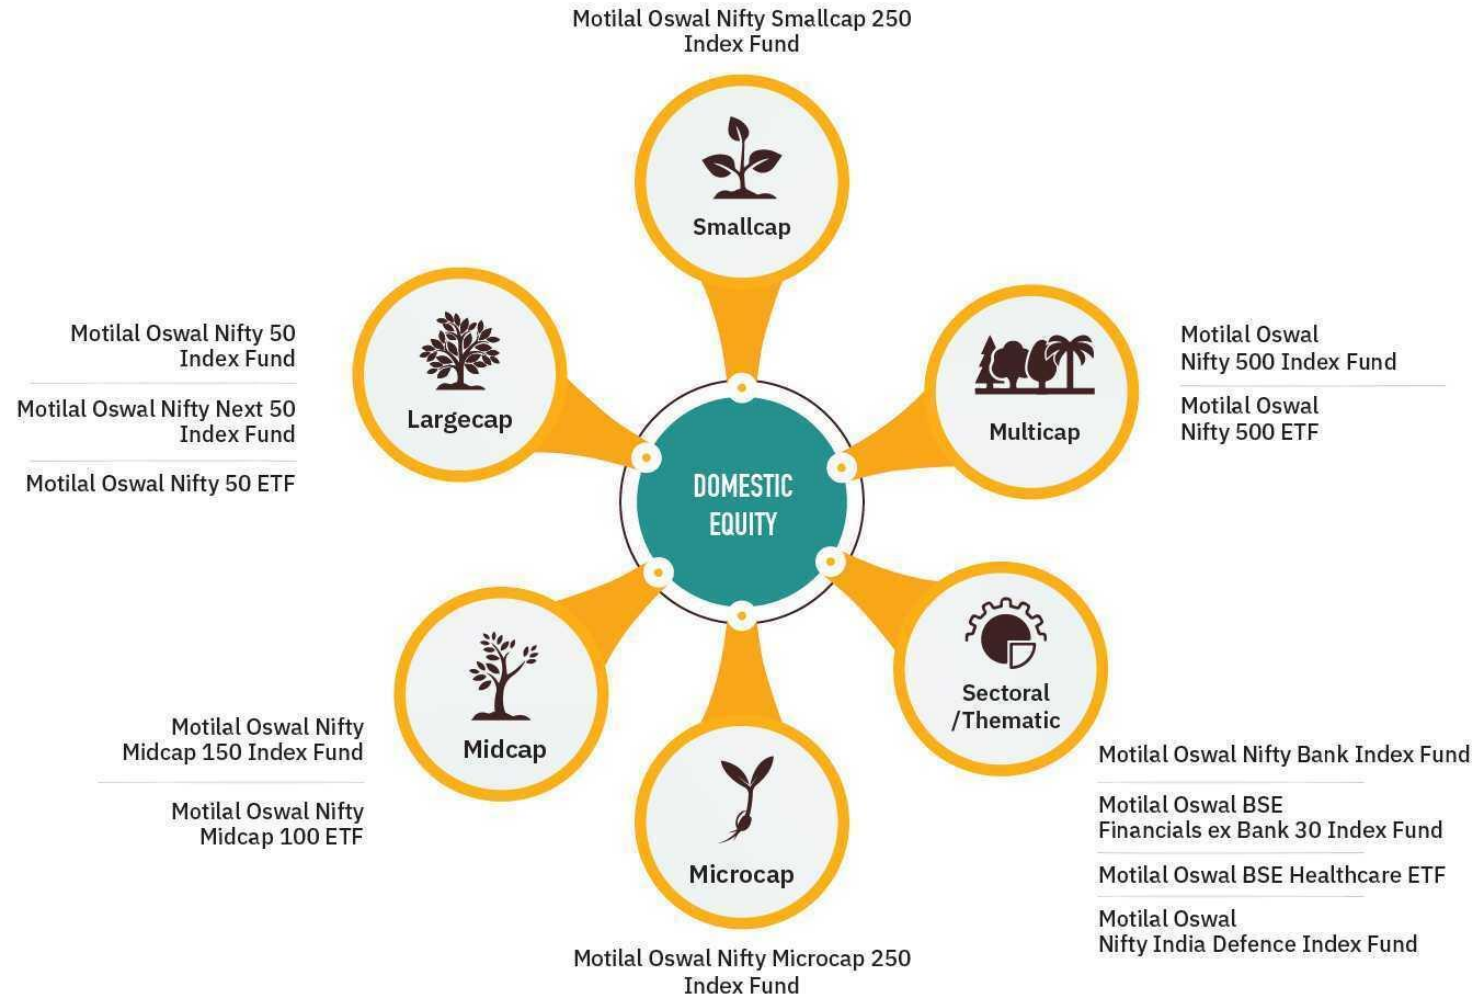 Motilal Oswal Nifty Smallcap 250
Index Fund
Smallcap
Motilal Oswal Nifty 50
Index Fund
Motilal Oswal Nifty Next 50
Index Fund
Motilal Oswal Nifty 50 ETF
Largecap
Multicap
Motilal Oswal
Nifty 500 Index Fund
Motilal Oswal
Nifty 500 ETF
DOMESTIC
EQUITY
Motilal Oswal Nifty
Midcap 150 Index Fund
Motilal Oswal Nifty
Midcap 100 ETF
Midcap
Sectoral
/Thematic
Motilal Oswal Nifty Bank Index Fund
Motilal Oswal BSE
Financials ex Bank 30 Index Fund
Motilal Oswal BSE Healthcare ETF
Motilal Oswal
Nifty India Defence Index Fund
Microcap
Motilal Oswal Nifty Microcap 250
Index Fund